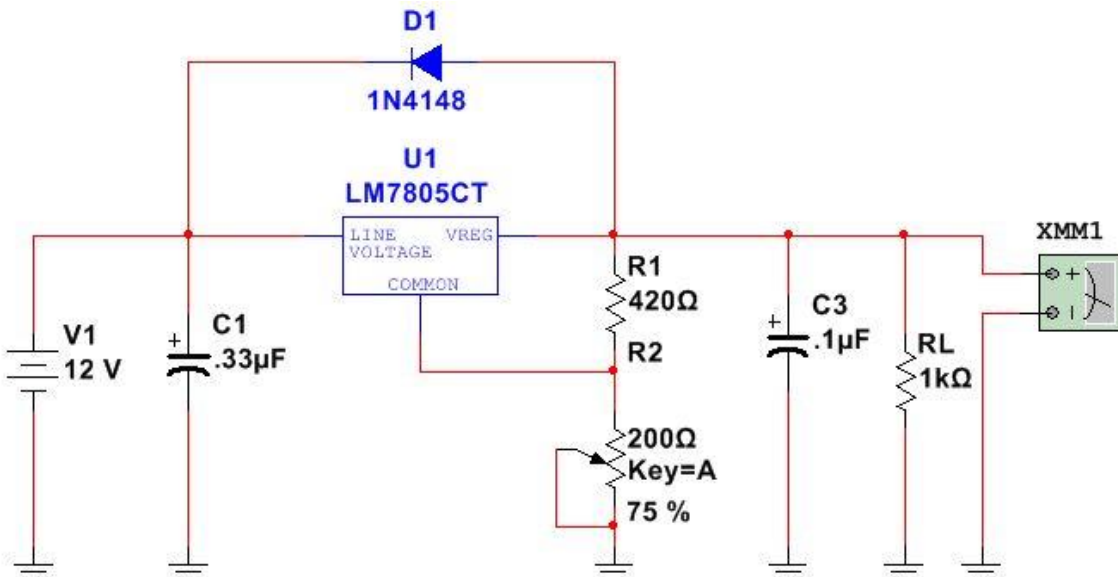 D1
1N4148
U1
LM7805CT
LINE VREG
VOLTAGE
COMMON
XMM1
+
–
V1
12 V
+
C1
.33µF
R1
420Ω
R2
200Ω
Key=A
75 %
+
C3
.1µF
RL
1kΩ